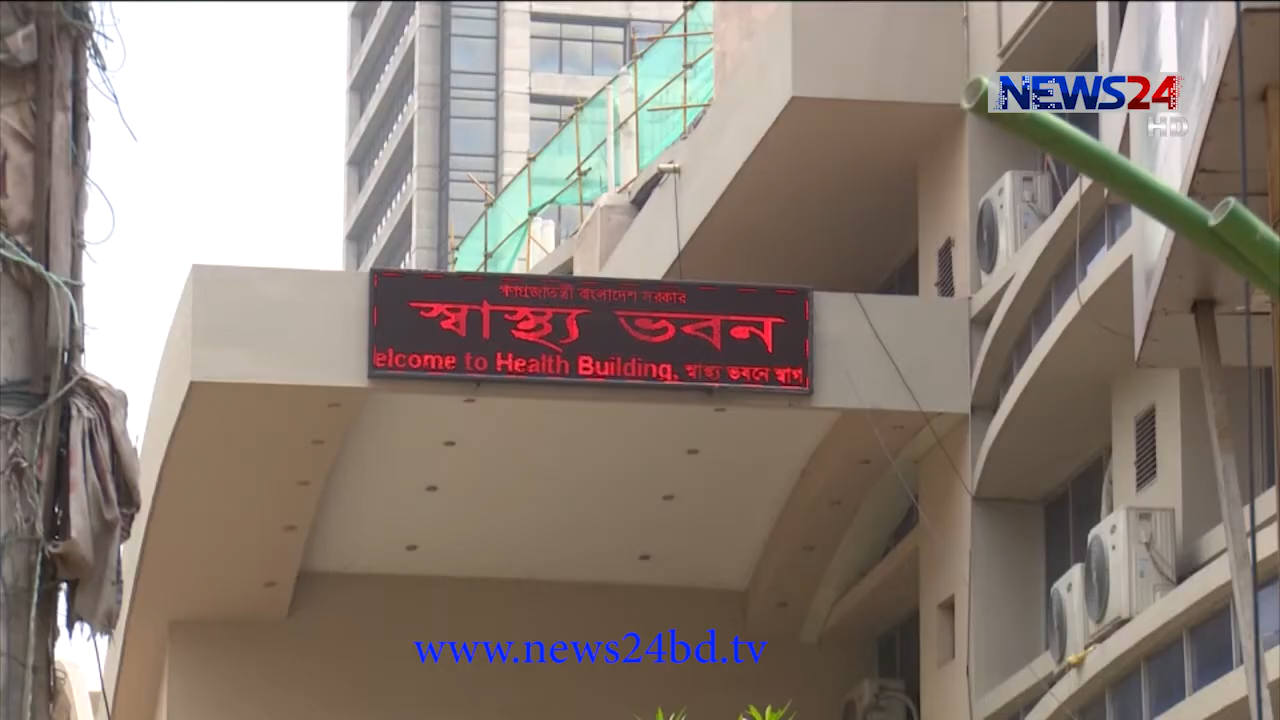 NEWS24
HD
গণপ্রজাতন্ত্রী বাংলাদেশ সরকার
স্বাস্থ্য ভবন
elcome to Health Building, স্বাস্থ্য ভবনে স্বাগ
www.news24bd.tv